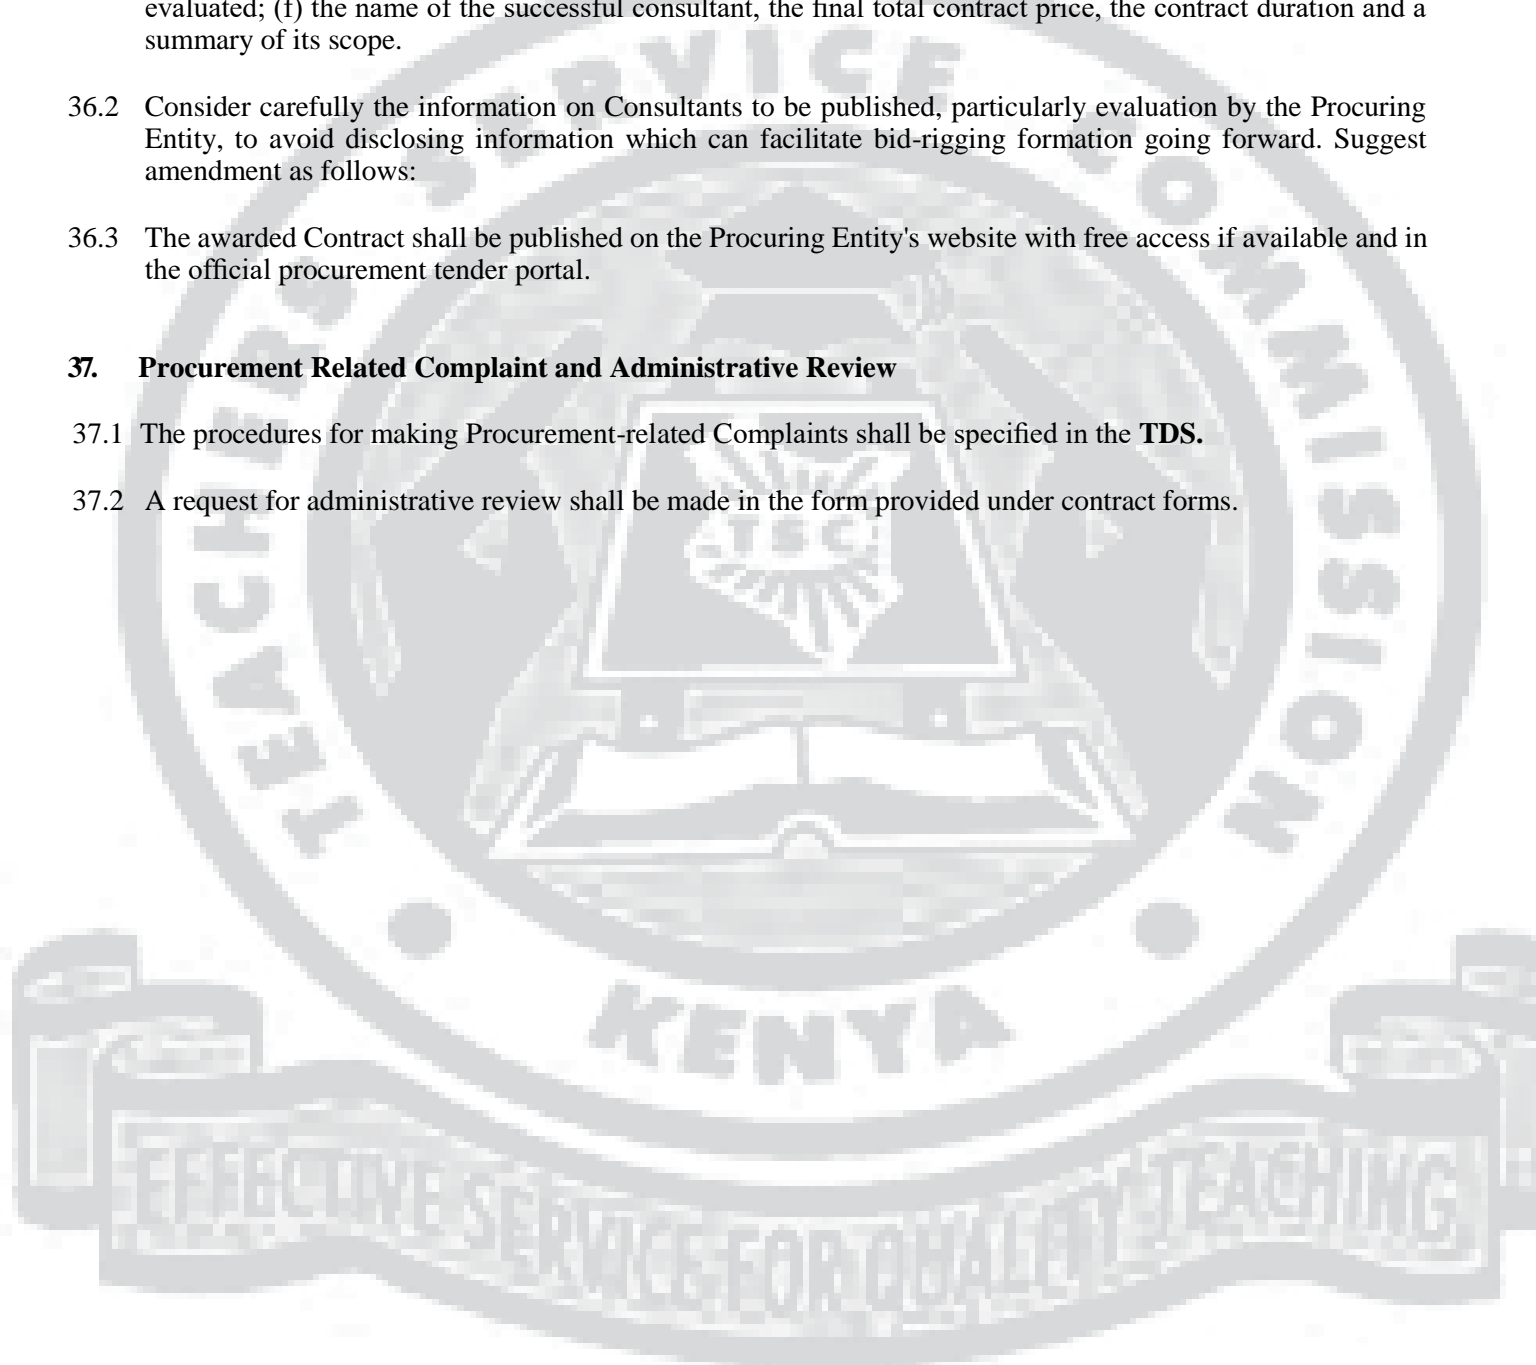 evaluated; (f) the name of the successful consultant, the final total contract price, the contract duration and a
summary of its scope.
36.2 Consider carefully the information on Consultants to be published, particularly evaluation by the Procuring
Entity, to avoid disclosing information which can facilitate bid-rigging formation going forward. Suggest
amendment as follows:
36.3 The awarded Contract shall be published on the Procuring Entity's website with free access if available and in
the official procurement tender portal.
37. Procurement Related Complaint and Administrative Review
37.1 The procedures for making Procurement-related Complaints shall be specified in the TDS.
37.2 A request for administrative review shall be made in the form provided under contract forms.
TEACHERS SERVICE COMMISSION
TSC
KENYA
EFFECTIVE SERVICE FOR QUALITY TEACHING